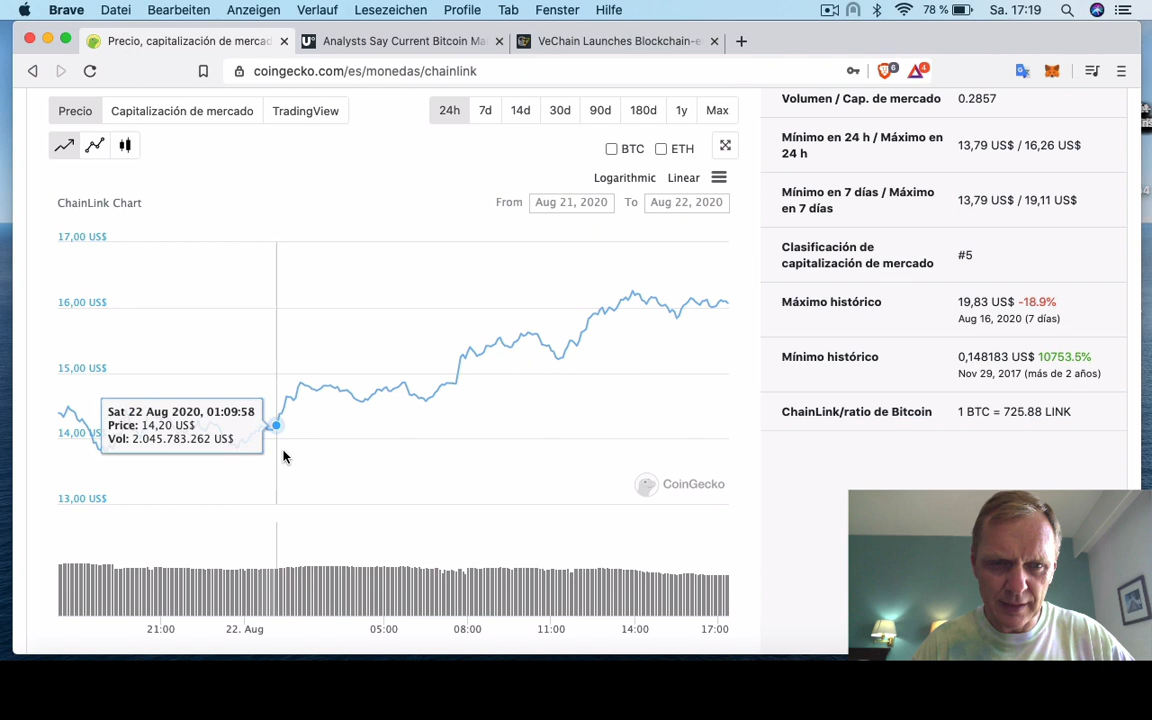 Brave Datei Bearbeiten Anzeigen Verlauf Lesezeichen Profile Tab Fenster Hilfe 78 % Sa. 17:19
Precio, capitalización de mercad
Analysts Say Current Bitcoin Ma
VeChain Launches Blockchain-e
coingecko.com/es/monedas/chainlink
6
4
Precio Capitalización de mercado TradingView
24h 7d 14d 30d 90d 180d 1y Max
BTC ETH
Logarithmic Linear
ChainLink Chart
From Aug 21, 2020 To Aug 22, 2020
17,00 US$
16,00 US$
15,00 US$
14,00 US$
13,00 US$
Sat 22 Aug 2020, 01:09:58
Price: 14,20 US$
Vol: 2.045.783.262 US$
CoinGecko
21:00 22. Aug 05:00 08:00 11:00 14:00 17:00
Volumen / Cap. de mercado 0.2857
Mínimo en 24 h / Máximo en
24 h
13,79 US$ / 16,26 US$
Mínimo en 7 días / Máximo
en 7 días
13,79 US$ / 19,11 US$
Clasificación de
capitalización de mercado
#5
Máximo histórico 19,83 US$ -18.9%
Aug 16, 2020 (7 días)
Mínimo histórico 0,148183 US$ 10753.5%
Nov 29, 2017 (más de 2 años)
ChainLink/ratio de Bitcoin 1 BTC = 725.88 LINK